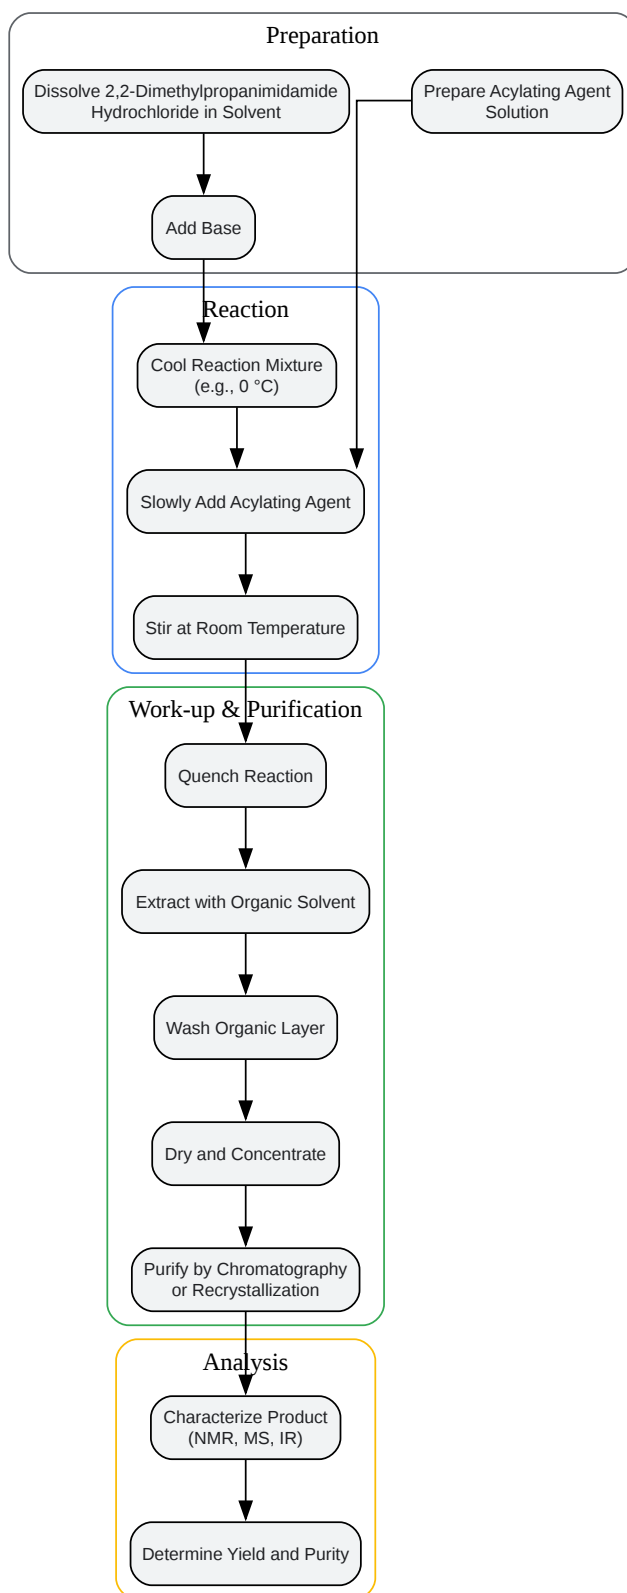 Preparation
Dissolve 2,2-Dimethylpropanimidamide
Hydrochloride in Solvent
Prepare Acylating Agent
Solution
Add Base
Reaction
Cool Reaction Mixture
(e.g., 0 °C)
Slowly Add Acylating Agent
Stir at Room Temperature
Work-up & Purification
Quench Reaction
Extract with Organic Solvent
Wash Organic Layer
Dry and Concentrate
Purify by Chromatography
or Recrystallization
Analysis
Characterize Product
(NMR, MS, IR)
Determine Yield and Purity